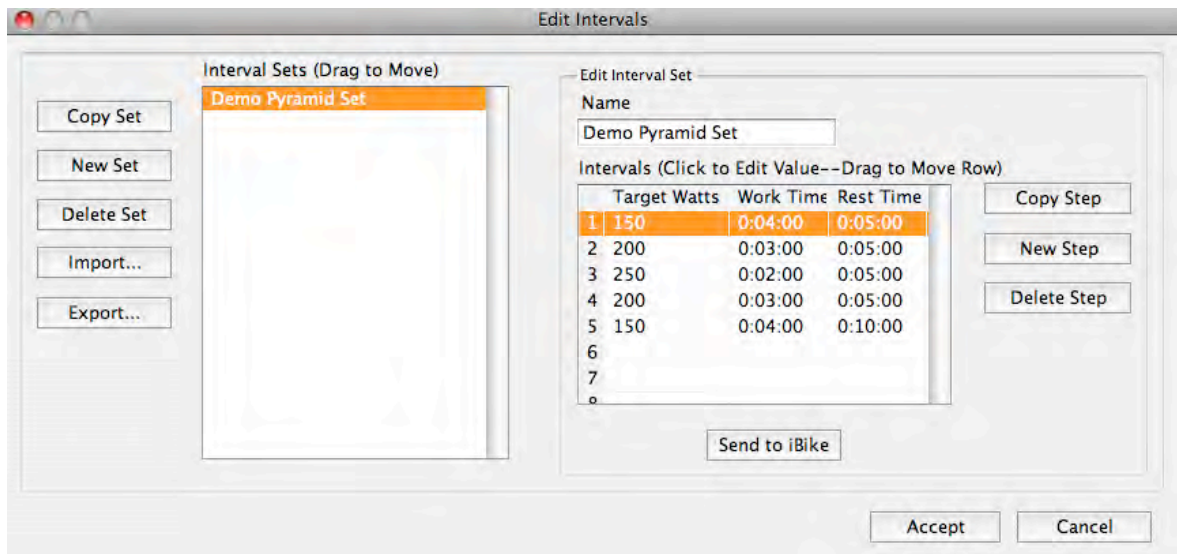 Edit Intervals
Interval Sets (Drag to Move)
Demo Pyramid Set
Copy Set
New Set
Delete Set
Import...
Export...
Edit Interval Set
Name
Demo Pyramid Set
Intervals (Click to Edit Value--Drag to Move Row)
Target Watts Work Time Rest Time
1 150 0:04:00 0:05:00
2 200 0:03:00 0:05:00
3 250 0:02:00 0:05:00
4 200 0:03:00 0:05:00
5 150 0:04:00 0:10:00
6
7
Copy Step
New Step
Delete Step
Send to iBike
Accept
Cancel